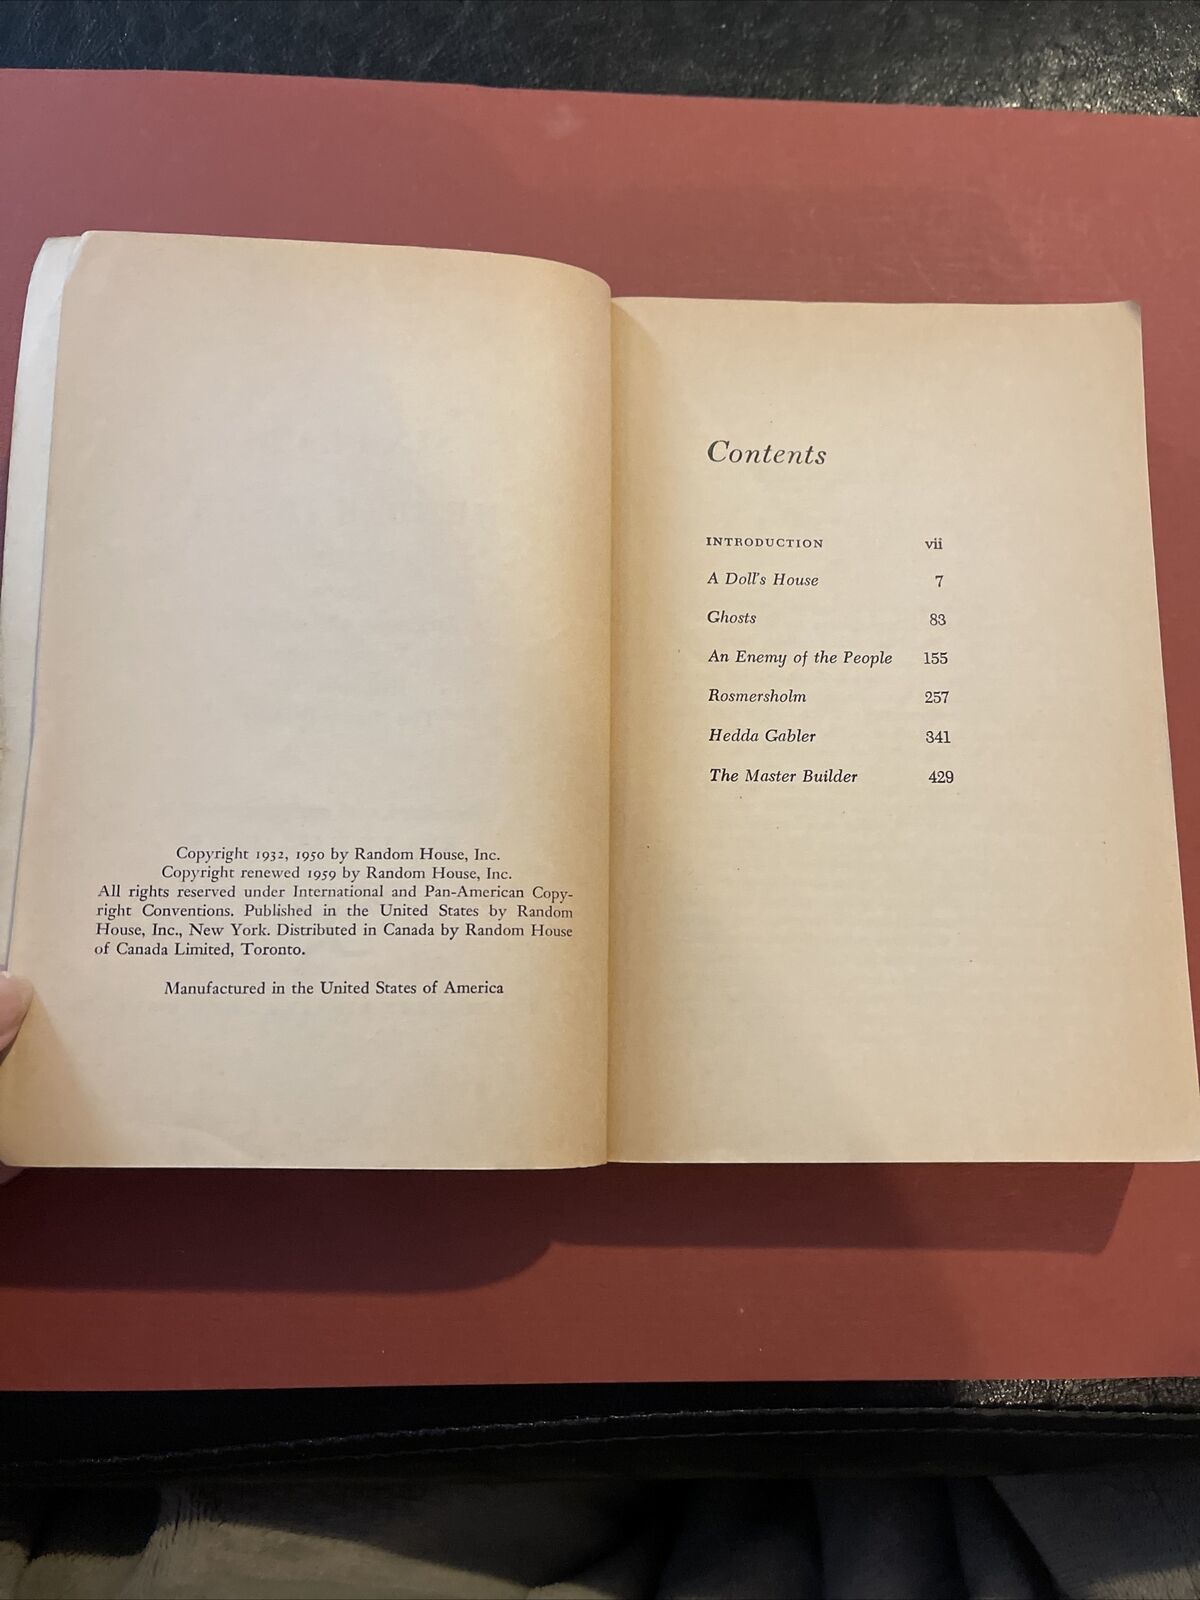 Copyright 1932, 1950 by Random House, Inc.
Copyright renewed 1959 by Random House, Inc.
All rights reserved under International and Pan-American Copy-
right Conventions. Published in the United States by Random
House, Inc., New York. Distributed in Canada by Random House
of Canada Limited, Toronto.
Manufactured in the United States of America
Contents
INTRODUCTION vii
A Doll's House 7
Ghosts 83
An Enemy of the People 155
Rosmersholm 257
Hedda Gabler 341
The Master Builder 429